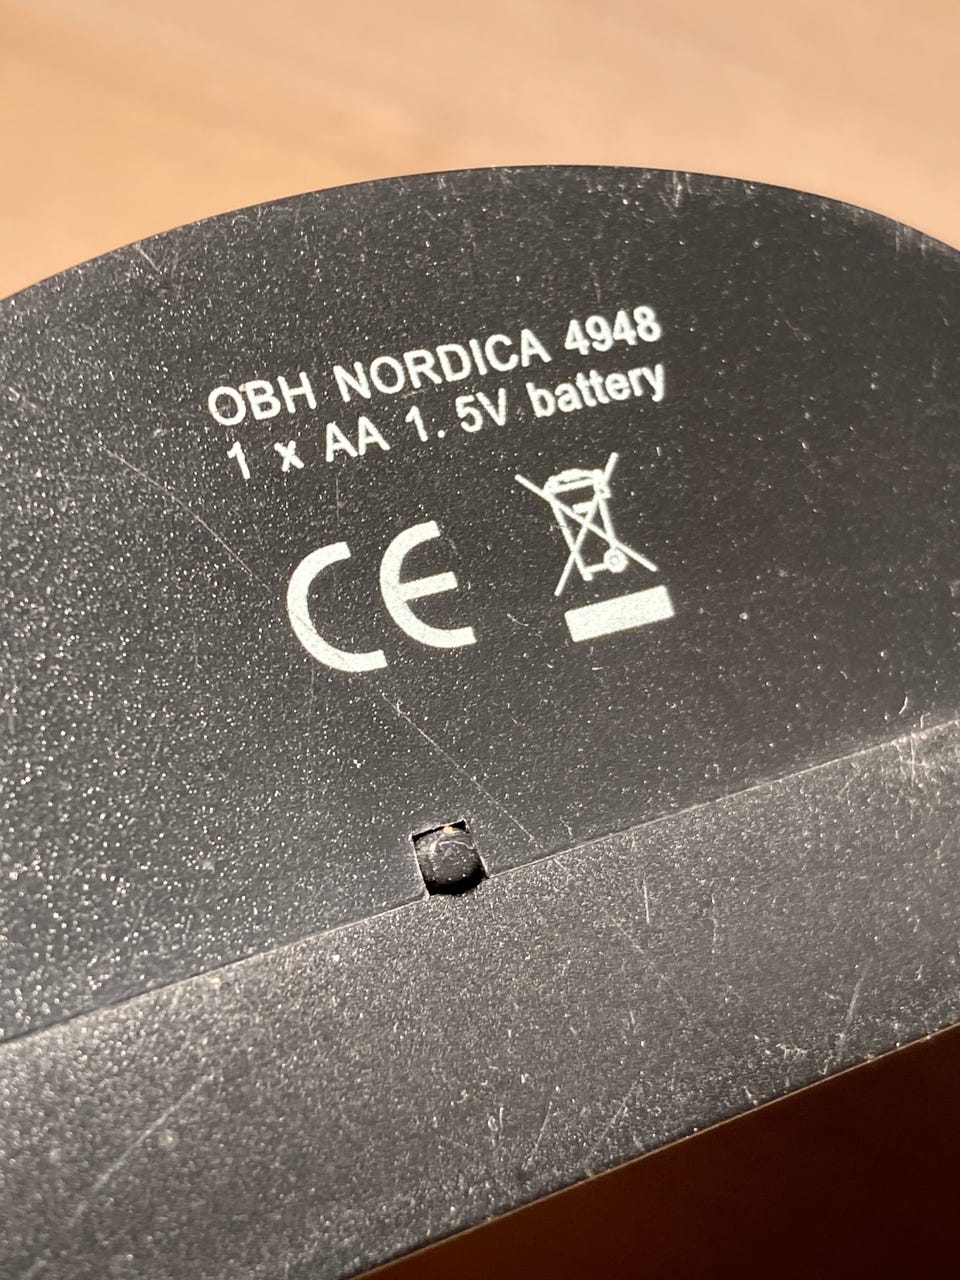 OBH NORDICA 4948
1 x AA 1.5V battery
CE